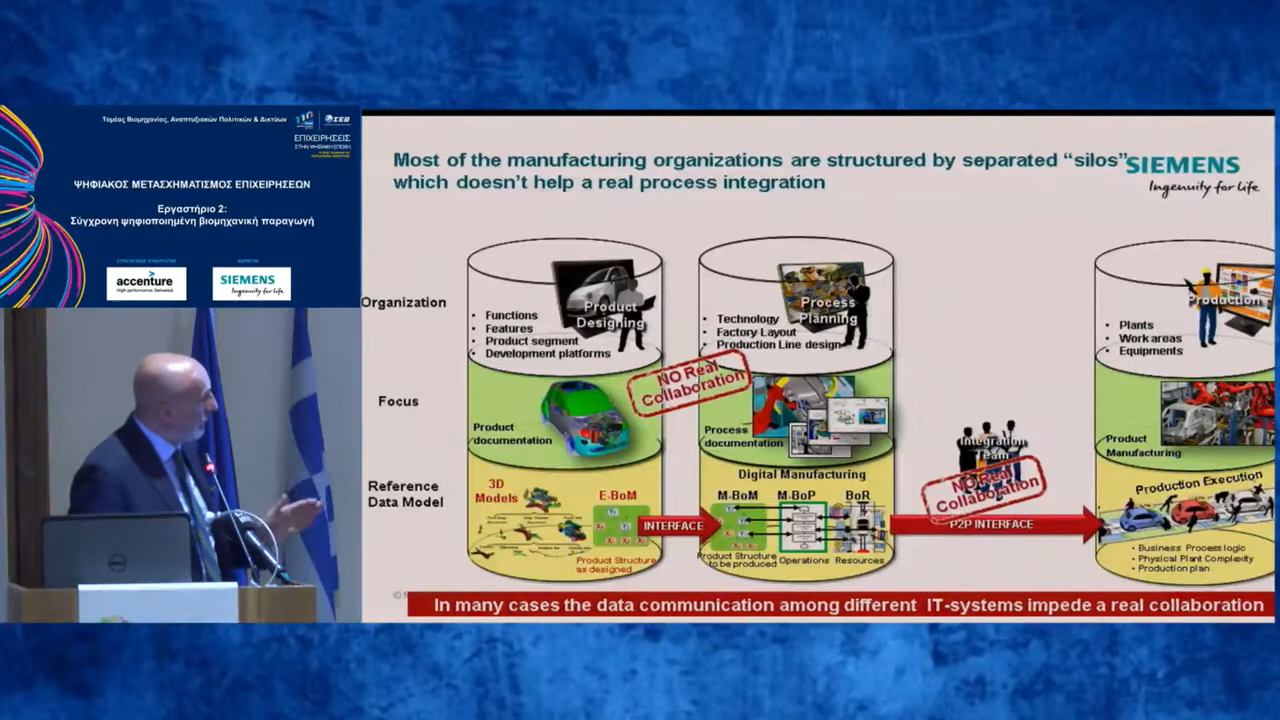 Τομέας Βιομηχανίας, Αναπτυξιακών Πολιτικών & Δικτύων
ΣΕΒ
ΕΠΙΧΕΙΡΗΣΕΙΣ
ΣΤΗΝ ΨΗΦΙΑΚΗ ΕΠΟΧΗ
ΨΗΦΙΑΚΟΣ ΜΕΤΑΣΧΗΜΑΤΙΣΜΟΣ ΕΠΙΧΕΙΡΗΣΕΩΝ
Εργαστήριο 2:
Σύγχρονη ψηφιοποιημένη βιομηχανική παραγωγή
accenture
High performance. Delivered.
SIEMENS
Ingenuity for life
DELL
Most of the manufacturing organizations are structured by separated “silos”
which doesn’t help a real process integration
SIEMENS
Ingenuity for life
Organization
Product
Designing
• Functions
• Features
• Product segment
• Development platforms
Process
Planning
• Technology
• Factory Layout
• Production Line design
Production
• Plants
• Work areas
• Equipments
NO Real
Collaboration
Focus
Product
documentation
Process
documentation
Integration
Team
NO Real
Collaboration
Product
Manufacturing
Reference
Data Model
3D
Models
E-BoM
Product Structure
as designed
INTERFACE
Digital Manufacturing
M-BoM
M-BoP
BoR
Product Structure
to be produced
Operations
Resources
P2P INTERFACE
Production Execution
• Business Process logic
• Physical Plant Complexity
• Production plan
In many cases the data communication among different IT-systems impede a real collaboration